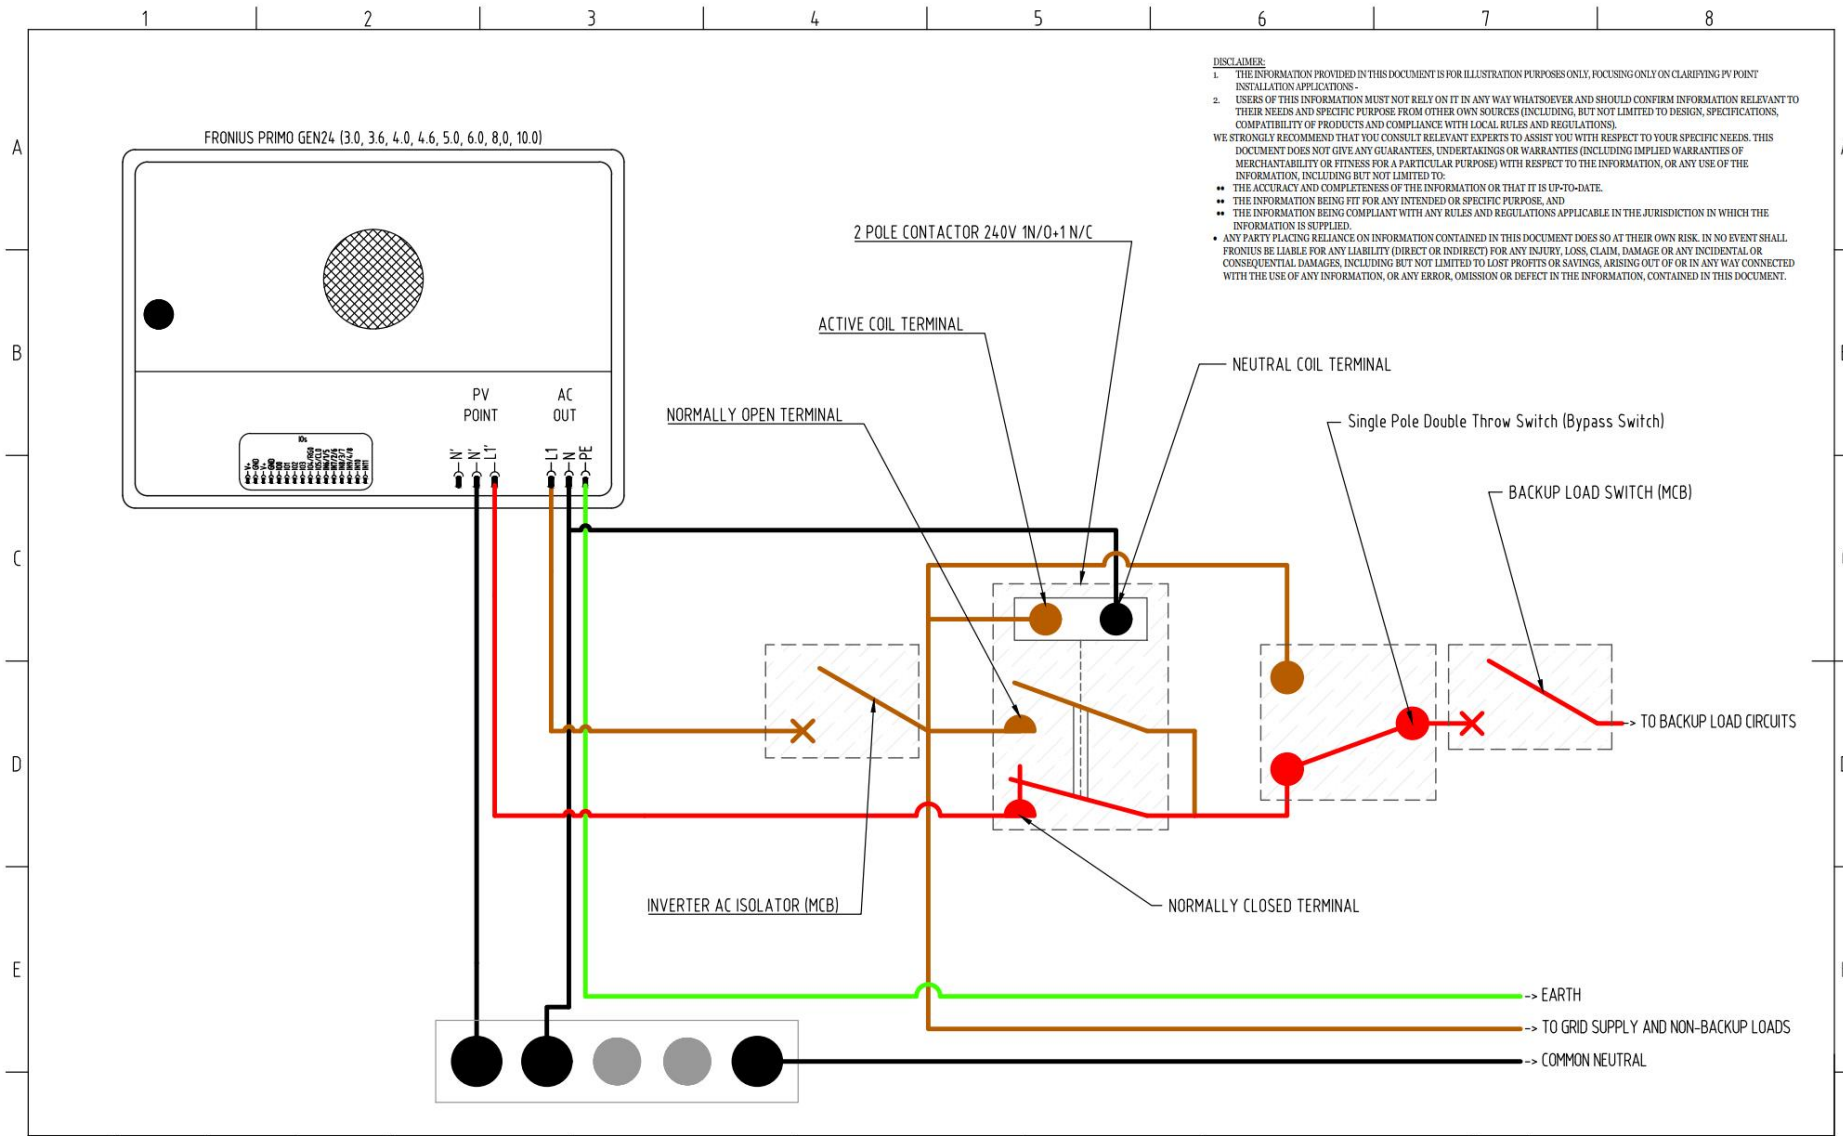 1 2 3 4 5 6 7 8
A
B
C
D
E
DISCLAIMER:
1. THE INFORMATION PROVIDED IN THIS DOCUMENT IS FOR ILLUSTRATION PURPOSES ONLY, FOCUSING ONLY ON CLARIFYING PV POINT
INSTALLATION APPLICATIONS -
2. USERS OF THIS INFORMATION MUST NOT RELY ON IT IN ANY WAY WHATSOEVER AND SHOULD CONFIRM INFORMATION RELEVANT TO
THEIR NEEDS AND SPECIFIC PURPOSE FROM OTHER OWN SOURCES (INCLUDING, BUT NOT LIMITED TO DESIGN, SPECIFICATIONS,
COMPATIBILITY OF PRODUCTS AND COMPLIANCE WITH LOCAL RULES AND REGULATIONS).
WE STRONGLY RECOMMEND THAT YOU CONSULT RELEVANT EXPERTS TO ASSIST YOU WITH RESPECT TO YOUR SPECIFIC NEEDS. THIS
DOCUMENT DOES NOT GIVE ANY GUARANTEES, UNDERTAKINGS OR WARRANTIES (INCLUDING IMPLIED WARRANTIES OF
MERCHANTABILITY OR FITNESS FOR A PARTICULAR PURPOSE) WITH RESPECT TO THE INFORMATION, OR ANY USE OF THE
INFORMATION, INCLUDING BUT NOT LIMITED TO:
•• THE ACCURACY AND COMPLETENESS OF THE INFORMATION OR THAT IT IS UP-TO-DATE.
•• THE INFORMATION BEING FIT FOR ANY INTENDED OR SPECIFIC PURPOSE, AND
•• THE INFORMATION BEING COMPLIANT WITH ANY RULES AND REGULATIONS APPLICABLE IN THE JURISDICTION IN WHICH THE
INFORMATION IS SUPPLIED.
• ANY PARTY PLACING RELIANCE ON INFORMATION CONTAINED IN THIS DOCUMENT DOES SO AT THEIR OWN RISK. IN NO EVENT SHALL
FRONIUS BE LIABLE FOR ANY LIABILITY (DIRECT OR INDIRECT) FOR ANY INJURY, LOSS, CLAIM, DAMAGE OR ANY INCIDENTAL OR
CONSEQUENTIAL DAMAGES, INCLUDING BUT NOT LIMITED TO LOST PROFITS OR SAVINGS, ARISING OUT OF OR IN ANY WAY CONNECTED
WITH THE USE OF ANY INFORMATION, OR ANY ERROR, OMISSION OR DEFECT IN THE INFORMATION, CONTAINED IN THIS DOCUMENT.
FRONIUS PRIMO GEN24 (3.0, 3.6, 4.0, 4.6, 5.0, 6.0, 8,0, 10.0)
2 POLE CONTACTOR 240V 1N/O+1 N/C
ACTIVE COIL TERMINAL
NEUTRAL COIL TERMINAL
PV
POINT
AC
OUT
NORMALLY OPEN TERMINAL
Single Pole Double Throw Switch (Bypass Switch)
IOs
V+
GND
V+
GND
IO0
IO1
IO2
IO3
N'
N'
L1'
L1
N
PE
BACKUP LOAD SWITCH (MCB)
-> TO BACKUP LOAD CIRCUITS
INVERTER AC ISOLATOR (MCB)
NORMALLY CLOSED TERMINAL
-> EARTH
-> TO GRID SUPPLY AND NON-BACKUP LOADS
-> COMMON NEUTRAL